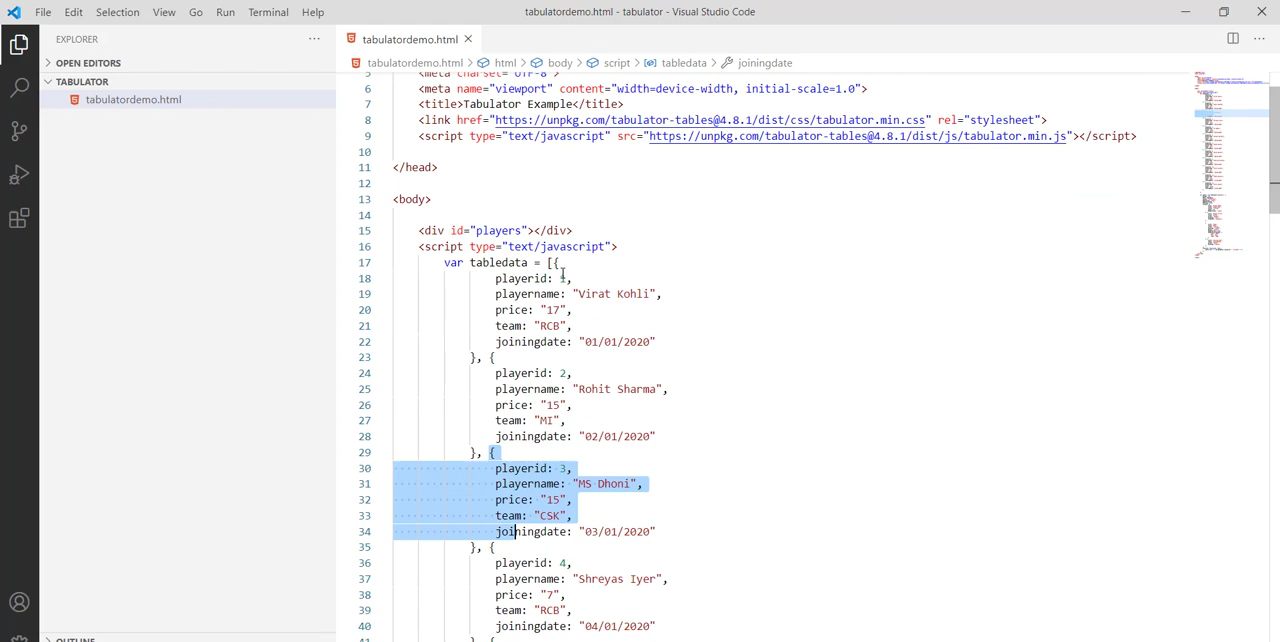 File Edit Selection View Go Run Terminal Help tabulatordemo.html - tabulator - Visual Studio Code
EXPLORER ···
OPEN EDITORS
TABULATOR
tabulatordemo.html
OUTLINE
tabulatordemo.html ×
tabulatordemo.html > html > body > script > tabledata > joiningdate
5 <meta charset="UTF-8">
6 <meta name="viewport" content="width=device-width, initial-scale=1.0">
7 <title>Tabulator Example</title>
8 <link href="https://unpkg.com/tabulator-tables@4.8.1/dist/css/tabulator.min.css" rel="stylesheet">
9 <script type="text/javascript" src="https://unpkg.com/tabulator-tables@4.8.1/dist/js/tabulator.min.js"></script>
10
11 </head>
12
13 <body>
14
15 <div id="players"></div>
16 <script type="text/javascript">
17 var tabledata = [{
18 playerid: 1,
19 playername: "Virat Kohli",
20 price: "17",
21 team: "RCB",
22 joiningdate: "01/01/2020"
23 }, {
24 playerid: 2,
25 playername: "Rohit Sharma",
26 price: "15",
27 team: "MI",
28 joiningdate: "02/01/2020"
29 }, {
30 playerid: 3,
31 playername: "MS Dhoni",
32 price: "15",
33 team: "CSK",
34 joiningdate: "03/01/2020"
35 }, {
36 playerid: 4,
37 playername: "Shreyas Iyer",
38 price: "7",
39 team: "RCB",
40 joiningdate: "04/01/2020"
41 }, {